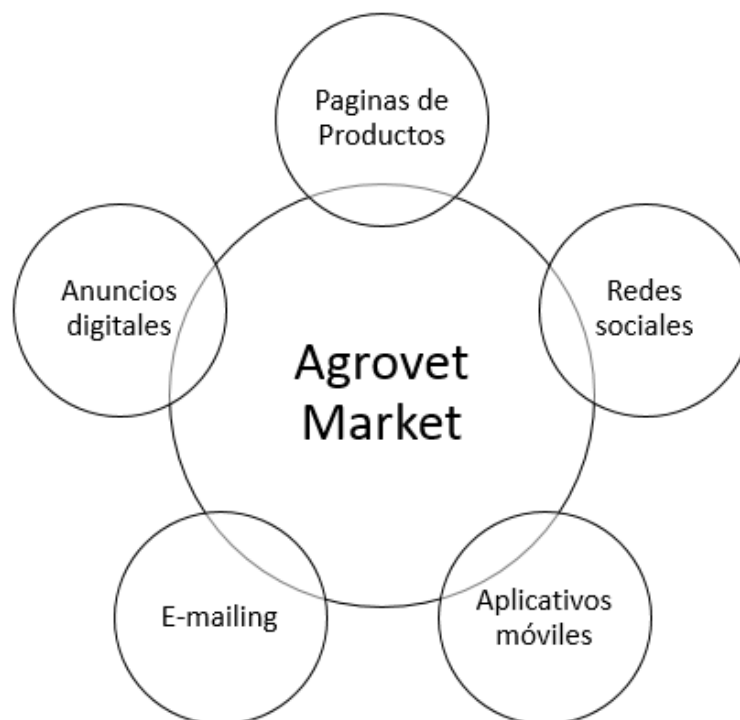 Paginas de
Productos
Anuncios
digitales
Redes
sociales
Agrovet
Market
E-mailing
Aplicativos
móviles